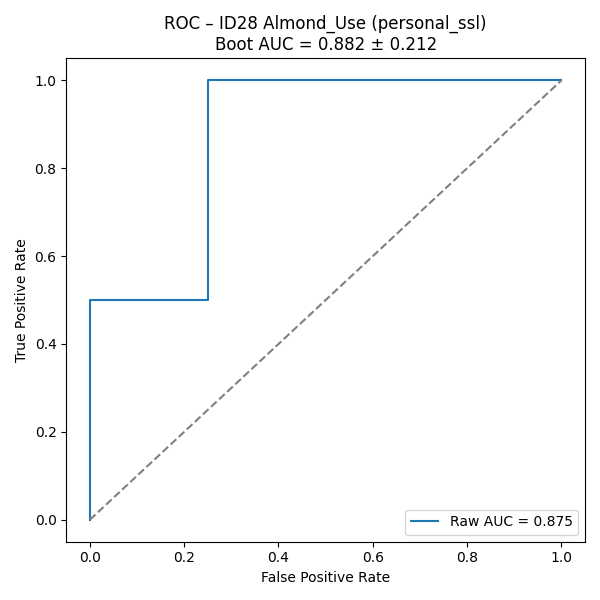 ROC – ID28 Almond_Use (personal_ssl)
Boot AUC = 0.882 ± 0.212
True Positive Rate
1.0
0.8
0.6
0.4
0.2
0.0
Raw AUC = 0.875
0.0 0.2 0.4 0.6 0.8 1.0
False Positive Rate